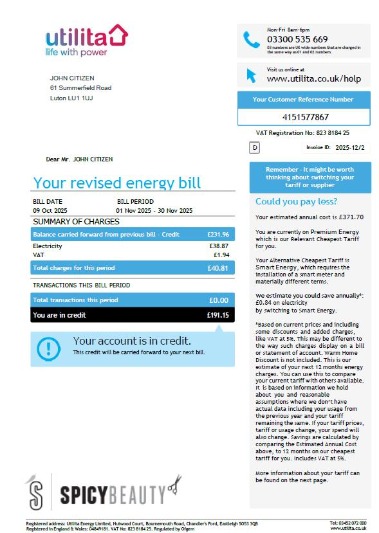 utilita
life with power
Mon-Fri 8am-8pm
03300 535 669
03 numbers are UK wide numbers that are charged in
the same way as 01 and 02 numbers.
Visit us online at
www.utilita.co.uk/help
JOHN CITIZEN
61 Summerfield Road
Luton LU1 1UJ
Your Customer Reference Number
4151577867
VAT Registration No: 823 8184 25
D
Invoice ID: 2025-12/2
Dear Mr. JOHN CITIZEN
Your revised energy bill
BILL DATE BILL PERIOD
09 Oct 2025 01 Nov 2025 - 30 Nov 2025
SUMMARY OF CHARGES
Balance carried forward from previous bill - Credit £231.96
Electricity £38.87
VAT £1.94
Total charges for this period £40.81
TRANSACTIONS THIS BILL PERIOD
Total transactions this period £0.00
You are in credit £191.15
Your account is in credit.
This credit will be carried forward to your next bill.
Remember - it might be worth
thinking about switching your
tariff or supplier
Could you pay less?
Your estimated annual cost is £371.70
You are currently on Premium Energy
which is our Relevant Cheapest Tariff
for you.
Your Alternative Cheapest Tariff is
Smart Energy, which requires the
installation of a smart meter and
materially different terms.
We estimate you could save annually*:
£0.84 on electricity
by switching to Smart Energy.
*Based on current prices and including
some discounts and added charges,
like VAT at 5%. This may be different to
the way such charges display on a bill
or statement of account. Warm Home
Discount is not included. This is our
estimate of your next 12 months energy
charges. You can use this to compare
your current tariff with others available.
It is based on information we hold
about you and reasonable
assumptions where we don't have
actual data including your usage from
the previous year and your tariff
remaining the same. If your tariff prices,
tariff or usage change, your spend will
also change. Savings are calculated by
comparing the Estimated Annual Cost
above, to 12 months on our cheapest
tariff for you. Includes VAT at 5%.
More information about your tariff can
be found on the next page.
SPICYBEAUTY
Registered address: Utilita Energy Limited, Hutwood Court, Bournemouth Road, Chandler's Ford, Eastleigh SO53 3QB
Registered in England & Wales: 04849181. VAT No. 823 8184 25. Regulated by Ofgem
Tel: 03452 072 000
www.utilita.co.uk